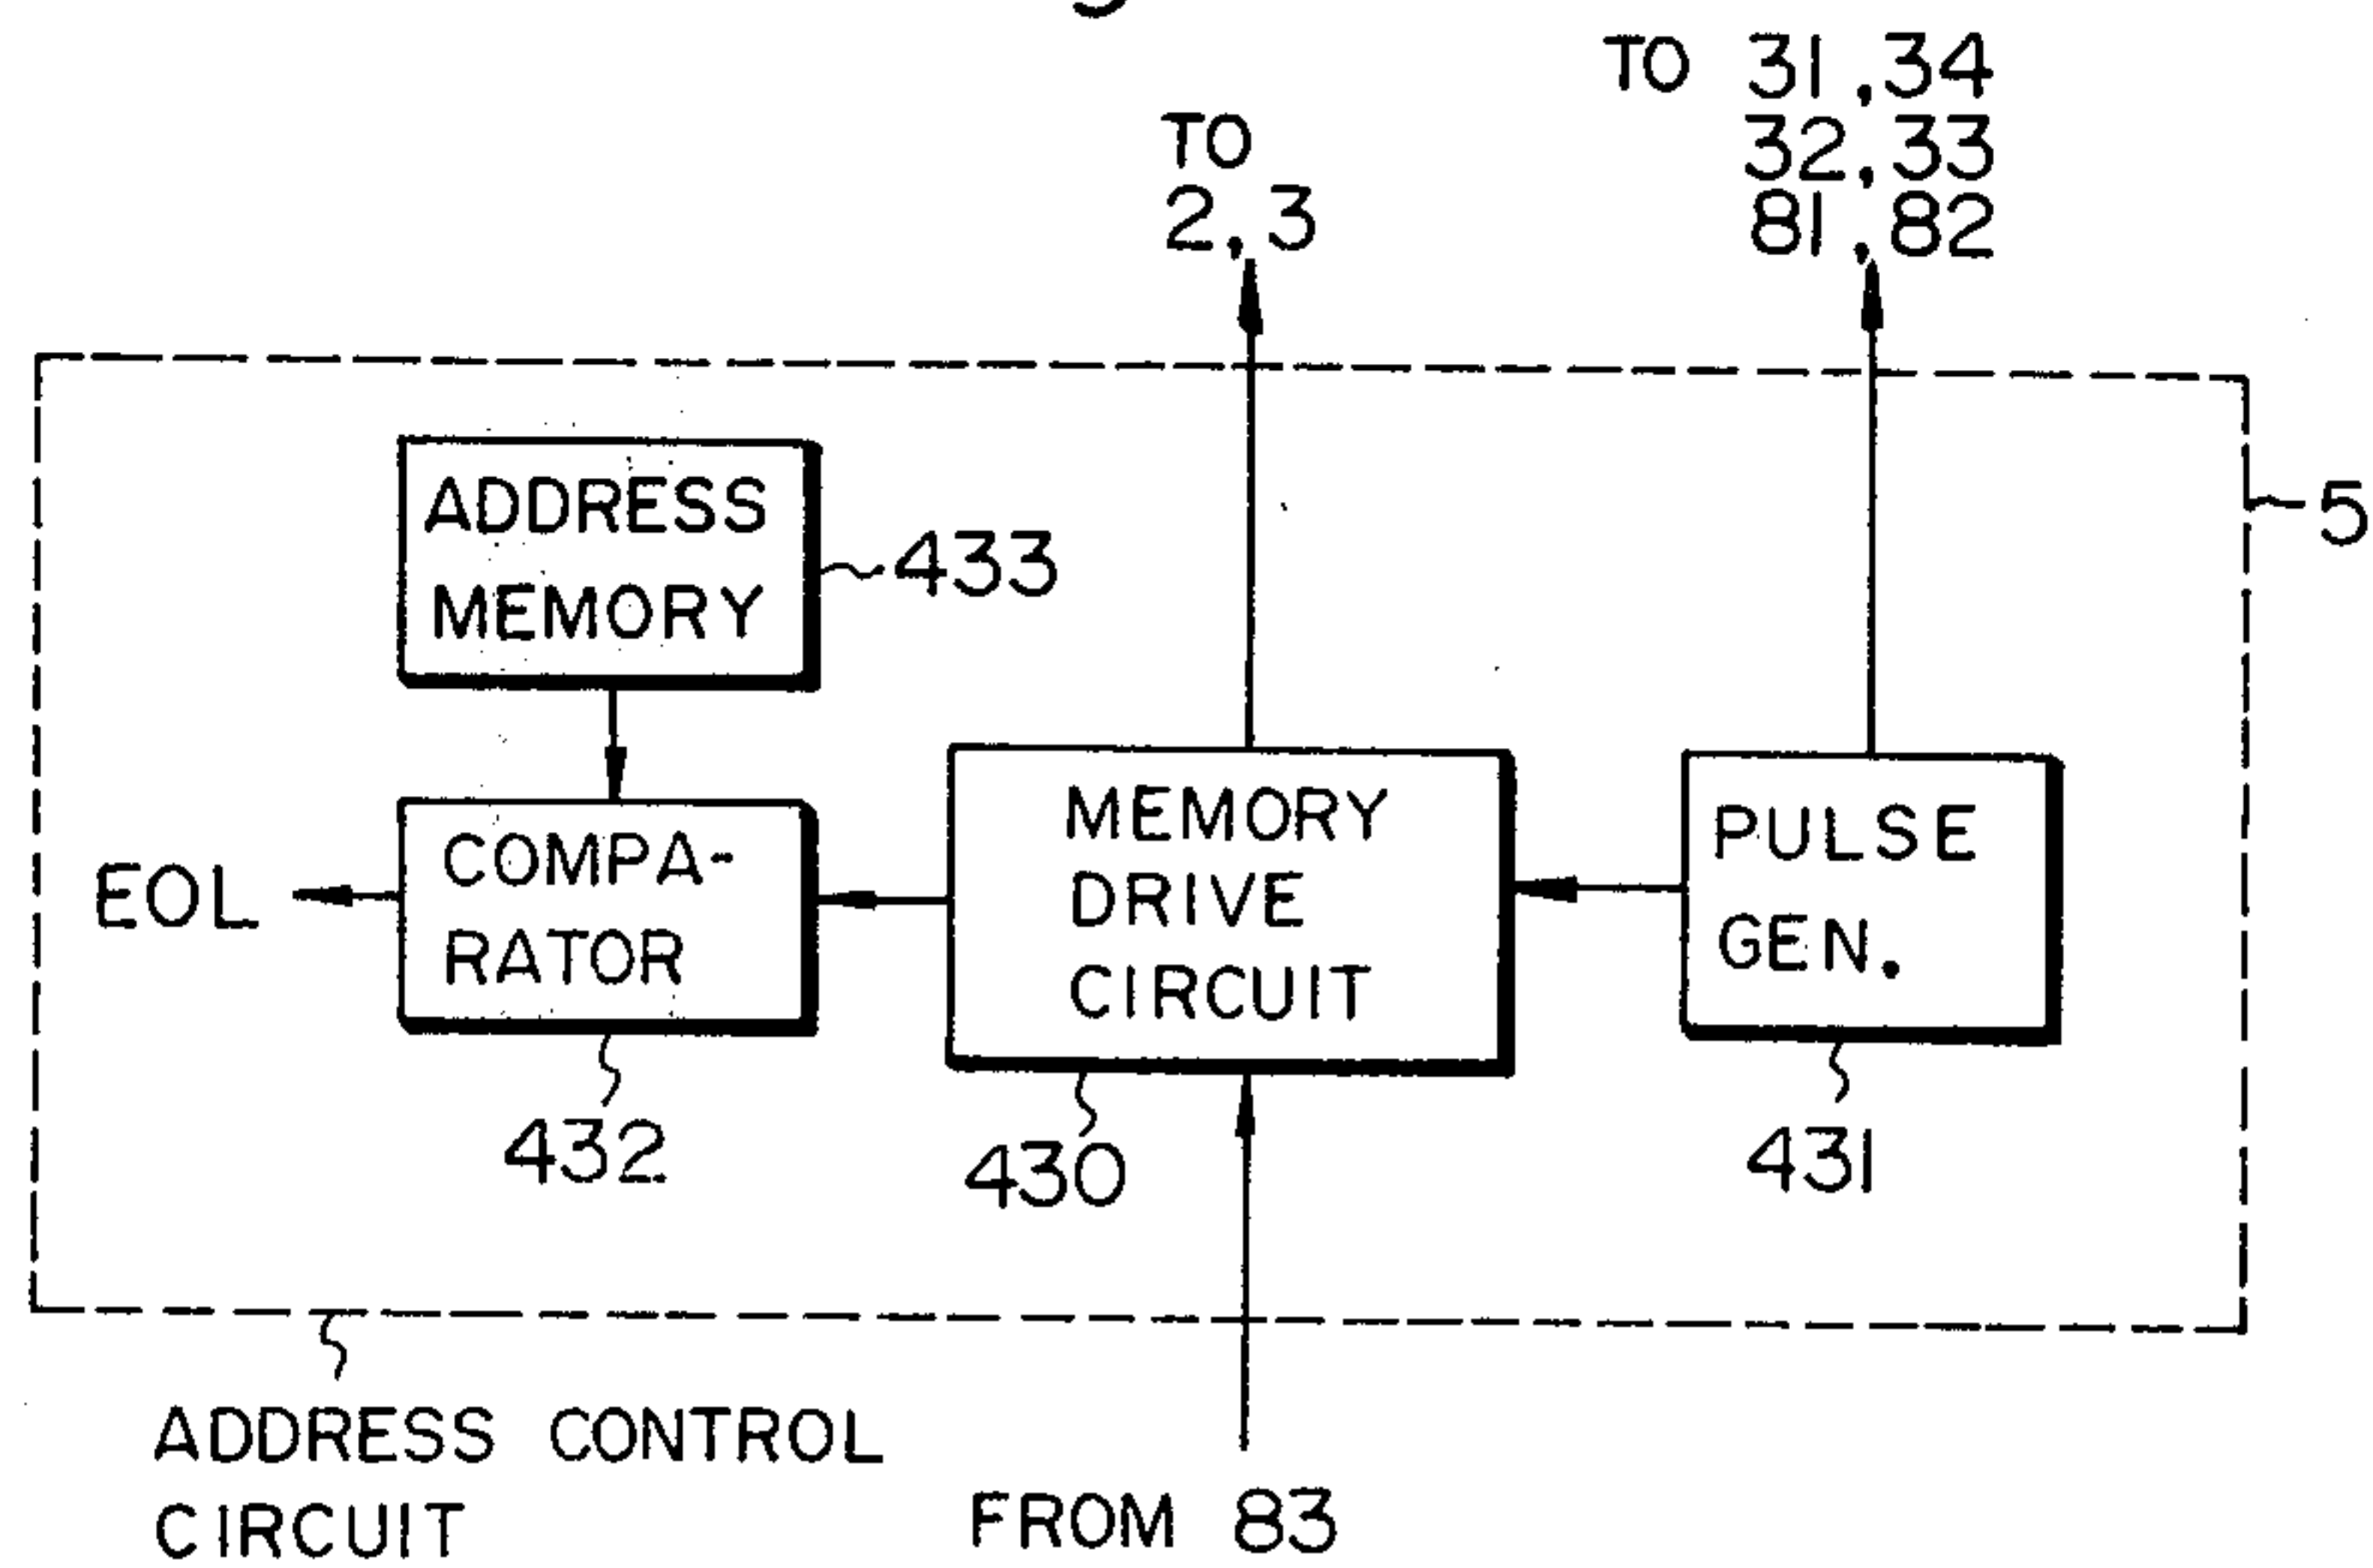 TO 31,34
32,33
81,82
TO
2,3
5
ADDRESS
MEMORY
433
COMPA-
RATOR
EOL
432
MEMORY
DRIVE
CIRCUIT
430
PULSE
GEN.
431
ADDRESS CONTROL
CIRCUIT
FROM 83